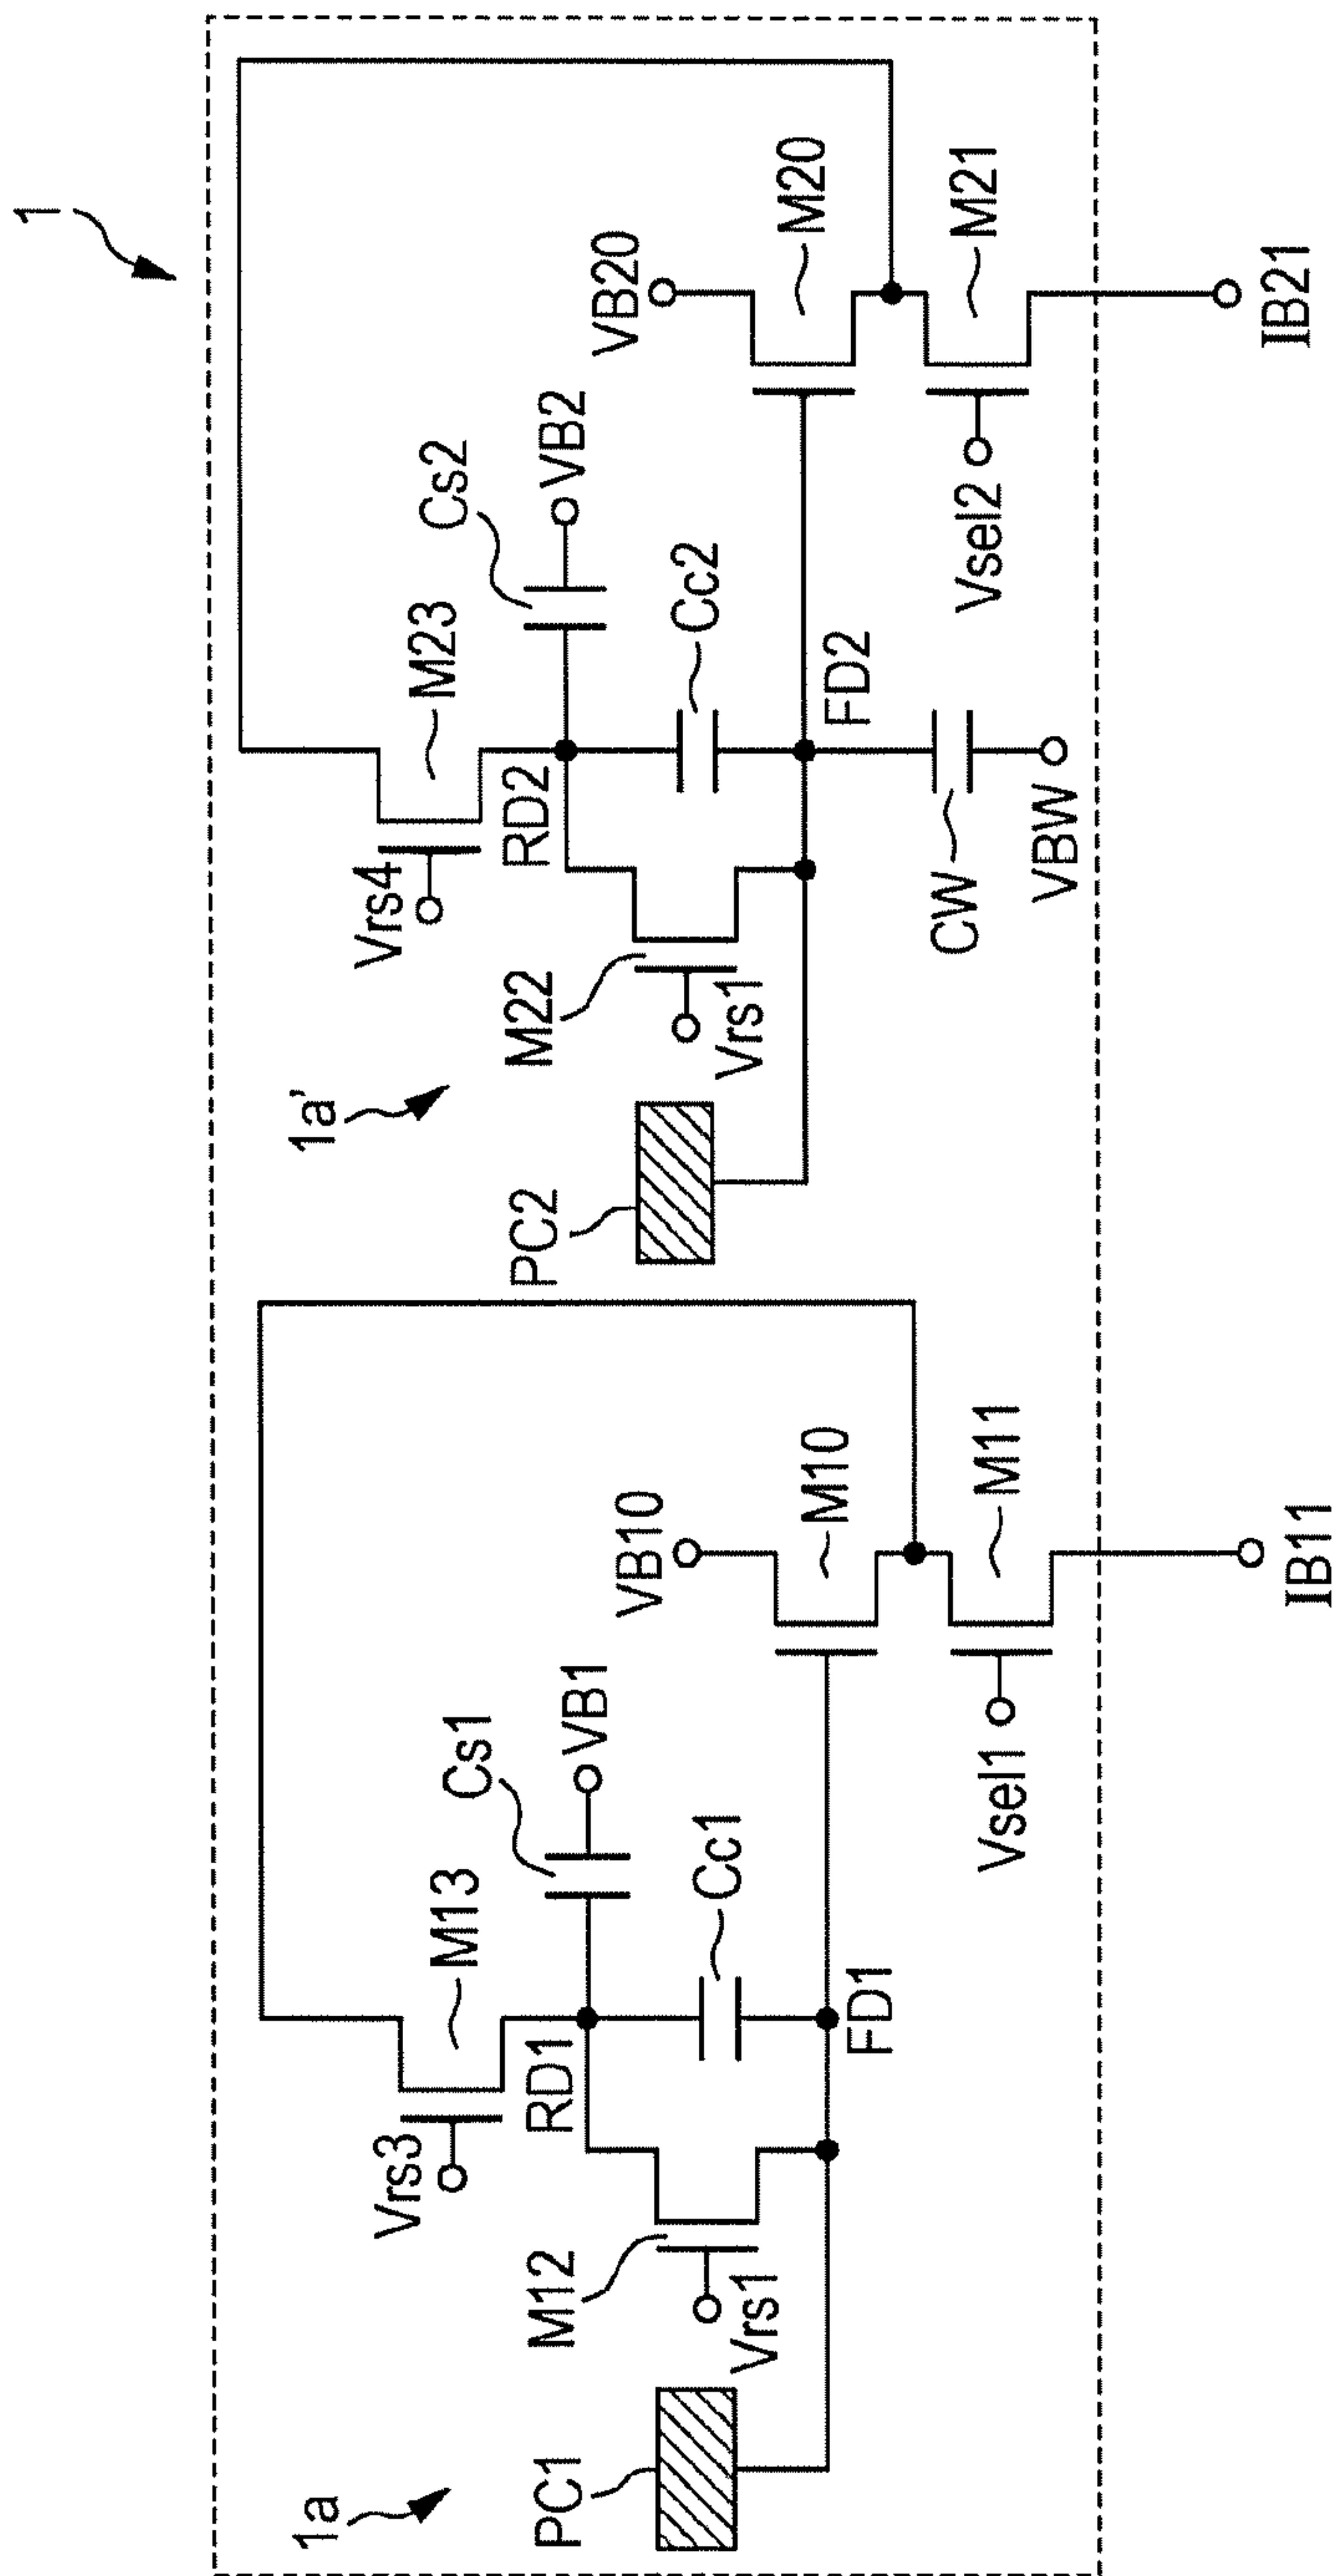 1
1a
PC1
M12
Vrs1
Vrs3
M13
RD1
Cs1
VB1
Cc1
FD1
VB10
M10
M11
Vsel1
IB11
1a'
PC2
M22
Vrs1
Vrs4
M23
RD2
Cs2
VB2
Cc2
FD2
CW
VBW
VB20
M20
M21
Vsel2
IB21